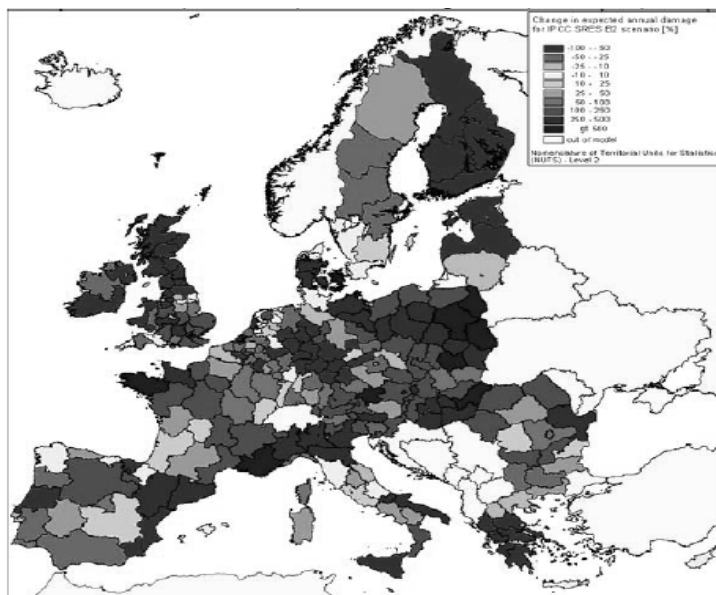 Change in expected annual damage
for IPCC SRES B2 scenario [%]
-100 - -50
-50 - -25
-25 - -10
-10 - 10
10 - 25
25 - 50
50 - 100
100 - 250
250 - 500
gt 500
out of model
Nomenclature of Territorial Units for Statistics
(NUTS) - Level 2